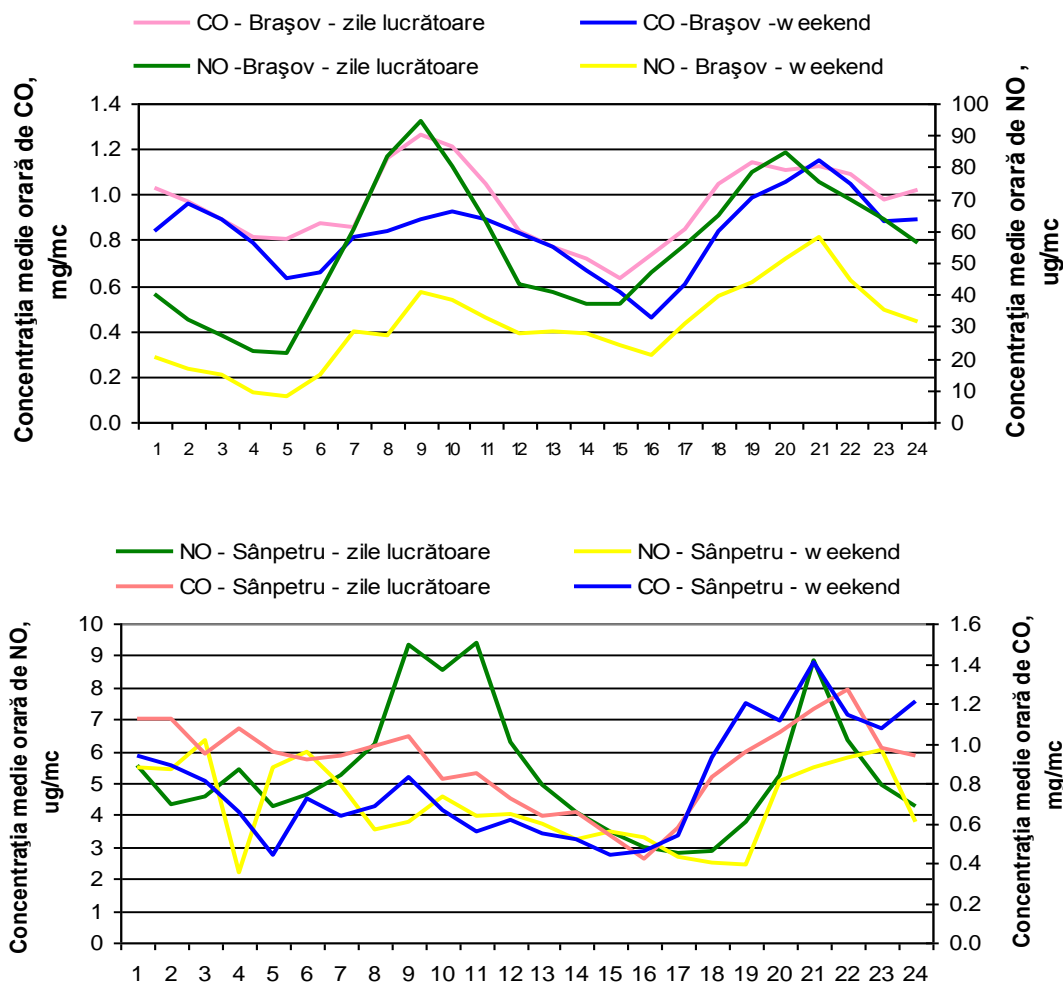 CO - Braşov - zile lucrătoare CO -Braşov -weekend
NO -Braşov - zile lucrătoare NO - Braşov - weekend
Concentraţia medie orară de CO,
mg/mc
1.4
1.2
1.0
0.8
0.6
0.4
0.2
0.0
100
90
80
70
60
50
40
30
20
10
0
Concentraţia medie orară de NO ,
ug/mc
1 2 3 4 5 6 7 8 9 10 11 12 13 14 15 16 17 18 19 20 21 22 23 24
NO - Sânpetru - zile lucrătoare NO - Sânpetru - weekend
CO - Sânpetru - zile lucrătoare CO - Sânpetru - weekend
Concentraţia medie orară de NO,
ug/mc
10
9
8
7
6
5
4
3
2
1
0
1.6
1.4
1.2
1.0
0.8
0.6
0.4
0.2
0.0
Concentraţia medie orară de CO,
mg/mc
1 2 3 4 5 6 7 8 9 10 11 12 13 14 15 16 17 18 19 20 21 22 23 24